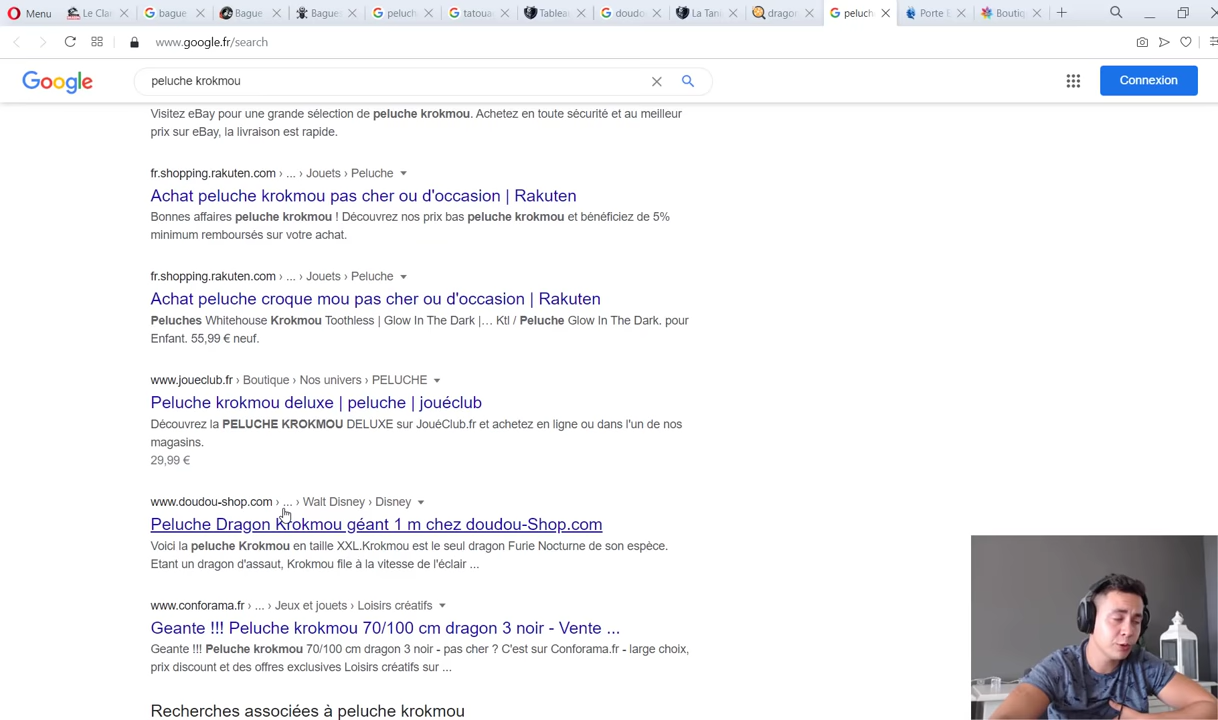 Menu
Le Cla
bague
Bague
Bagues
peluch
tatoua
Tableau
doudo
La Tani
dragon
peluch
Porte
Boutiq
www.google.fr/search
Google
peluche krokmou
Connexion
Visitez eBay pour une grande sélection de peluche krokmou. Achetez en toute sécurité et au meilleur
prix sur eBay, la livraison est rapide.
fr.shopping.rakuten.com › ... › Jouets › Peluche
Achat peluche krokmou pas cher ou d'occasion | Rakuten
Bonnes affaires peluche krokmou ! Découvrez nos prix bas peluche krokmou et bénéficiez de 5%
minimum remboursés sur votre achat.
fr.shopping.rakuten.com › ... › Jouets › Peluche
Achat peluche croque mou pas cher ou d'occasion | Rakuten
Peluches Whitehouse Krokmou Toothless | Glow In The Dark |… Ktl / Peluche Glow In The Dark. pour
Enfant. 55,99 € neuf.
www.joueclub.fr › Boutique › Nos univers › PELUCHE
Peluche krokmou deluxe | peluche | jouéclub
Découvrez la PELUCHE KROKMOU DELUXE sur JouéClub.fr et achetez en ligne ou dans l'un de nos
magasins.
29,99 €
www.doudou-shop.com › ... › Walt Disney › Disney
Peluche Dragon Krokmou géant 1 m chez doudou-Shop.com
Voici la peluche Krokmou en taille XXL.Krokmou est le seul dragon Furie Nocturne de son espèce.
Etant un dragon d'assaut, Krokmou file à la vitesse de l'éclair ...
www.conforama.fr › ... › Jeux et jouets › Loisirs créatifs
Geante !!! Peluche krokmou 70/100 cm dragon 3 noir - Vente ...
Geante !!! Peluche krokmou 70/100 cm dragon 3 noir - pas cher ? C'est sur Conforama.fr - large choix,
prix discount et des offres exclusives Loisirs créatifs sur ...
Recherches associées à peluche krokmou